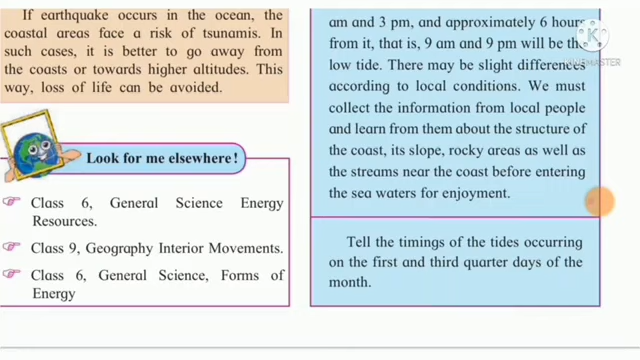 If earthquake occurs in the ocean, the
coastal areas face a risk of tsunamis. In
such cases, it is better to go away from
the coasts or towards higher altitudes. This
way, loss of life can be avoided.
Look for me elsewhere!
Class 6, General Science Energy
Resources.
Class 9, Geography Interior Movements.
Class 6, General Science, Forms of
Energy
am and 3 pm, and approximately 6 hours
from it, that is, 9 am and 9 pm will be the
low tide. There may be slight differences
according to local conditions. We must
collect the information from local people
and learn from them about the structure of
the coast, its slope, rocky areas as well as
the streams near the coast before entering
the sea waters for enjoyment.
Tell the timings of the tides occurring
on the first and third quarter days of the
month.
KINEMASTER